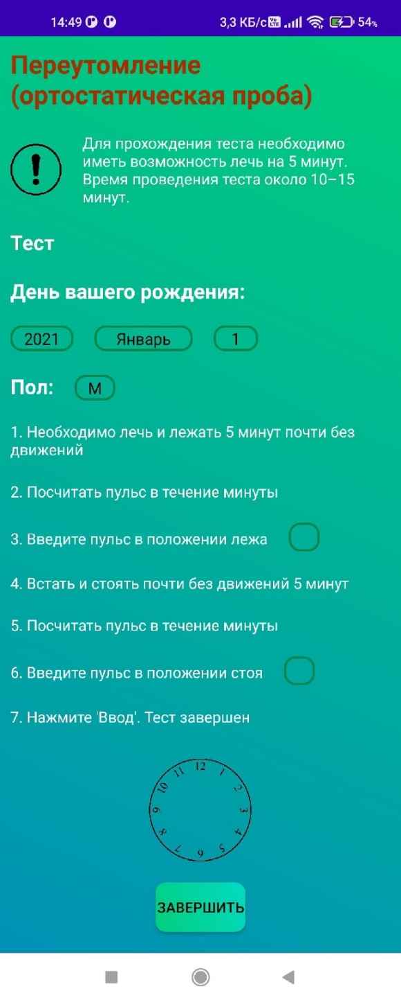 14:49 3,3 КБ/с Vo LTE 54%
Переутомление
(ортостатическая проба)
Для прохождения теста необходимо
иметь возможность лечь на 5 минут.
Время проведения теста около 10–15
минут.
Тест
День вашего рождения:
2021 Январь 1
Пол: М
1. Необходимо лечь и лежать 5 минут почти без
движений
2. Посчитать пульс в течение минуты
3. Введите пульс в положении лежа
4. Встать и стоять почти без движений 5 минут
5. Посчитать пульс в течение минуты
6. Введите пульс в положении стоя
7. Нажмите 'Ввод'. Тест завершен
12 1 2 3 4 5 6 7 8 9 10 11
ЗАВЕРШИТЬ